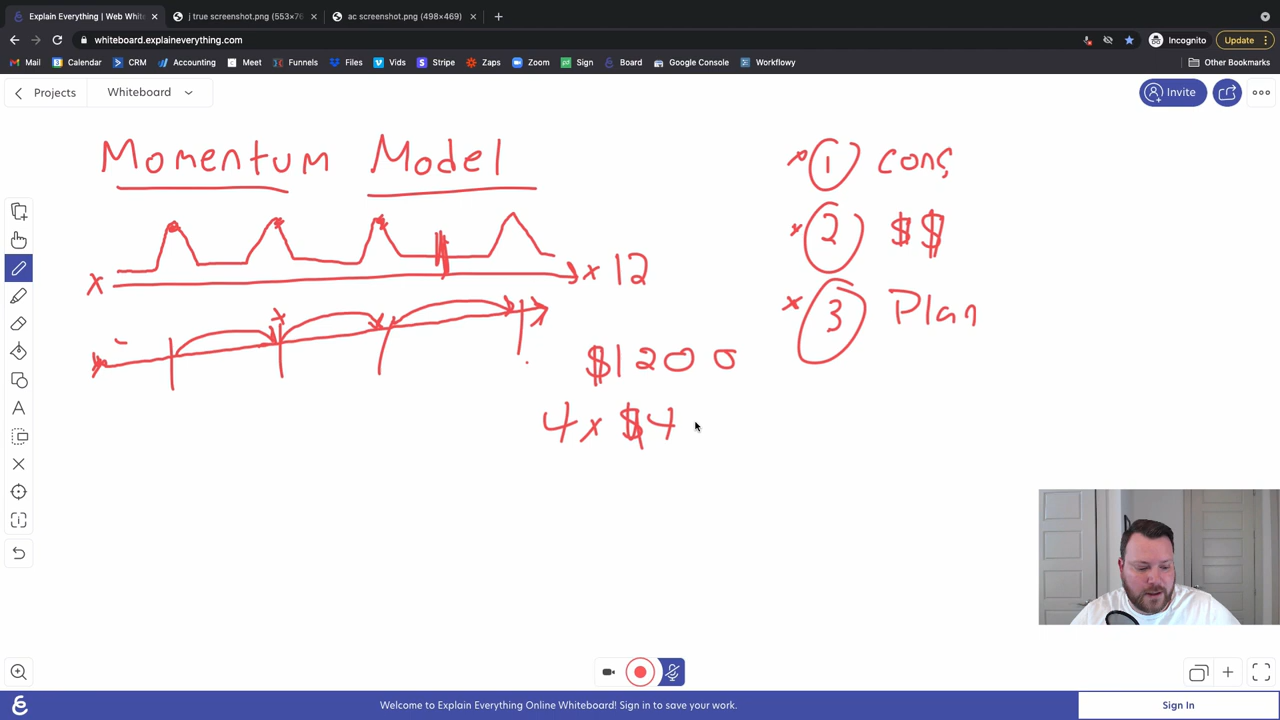 Explain Everything | Web White
j true screenshot.png (553×76
ac screenshot.png (498×469)
whiteboard.explaineverything.com
Incognito
Update
Mail
Calendar
CRM
Accounting
Meet
Funnels
Files
Vids
Stripe
Zaps
Zoom
Sign
Board
Google Console
Workflowy
Other Bookmarks
Projects
Whiteboard
Invite
Momentum Model
x
x 12
x
$1200
4 x $4
x 1 cons
x 2 $$
x 3 Plan
A
Welcome to Explain Everything Online Whiteboard! Sign in to save your work.
Sign In